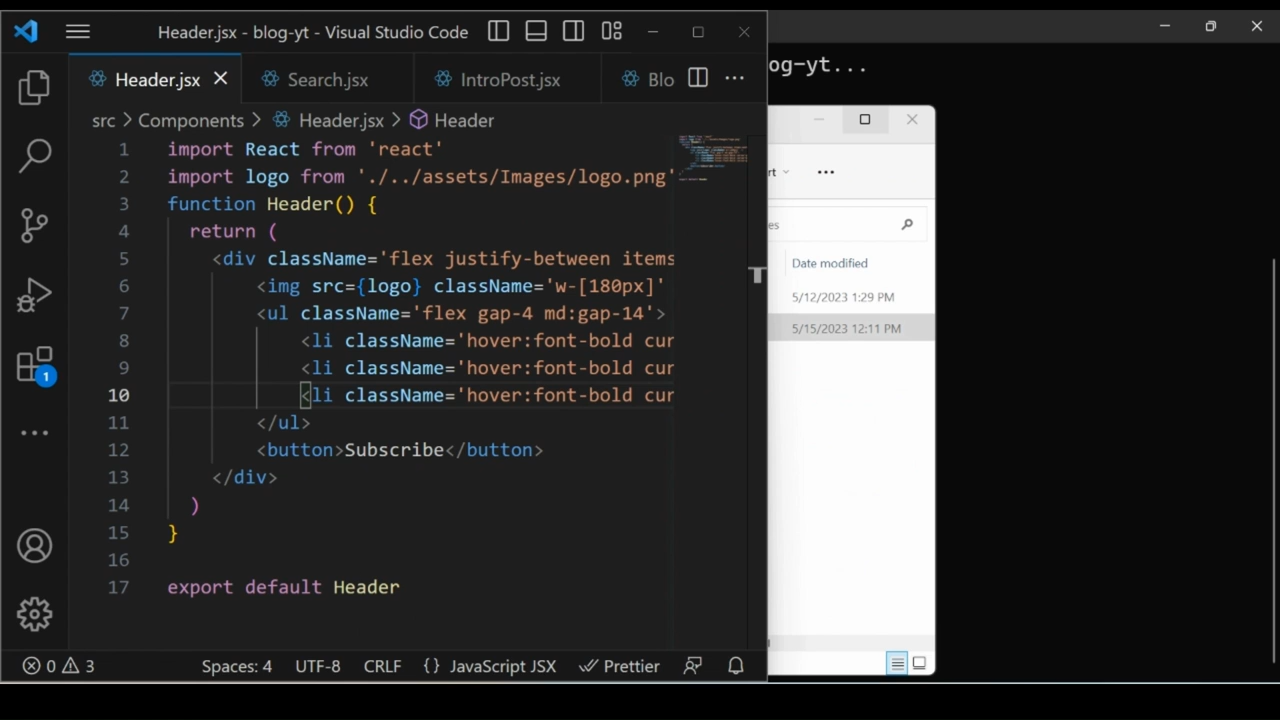 Header.jsx - blog-yt - Visual Studio Code
Header.jsx
Search.jsx
IntroPost.jsx
Blo
src > Components > Header.jsx > Header
1 import React from 'react'
2 import logo from './../assets/Images/logo.png'
3 function Header() {
4 return (
5 <div className='flex justify-between items
6 <img src={logo} className='w-[180px]'
7 <ul className='flex gap-4 md:gap-14'>
8 <li className='hover:font-bold cur
9 <li className='hover:font-bold cur
10 <li className='hover:font-bold cur
11 </ul>
12 <button>Subscribe</button>
13 </div>
14 )
15 }
16
17 export default Header
1
0 3
Spaces: 4
UTF-8
CRLF
{} JavaScript JSX
Prettier
og-yt...
rt
es
Date modified
5/12/2023 1:29 PM
5/15/2023 12:11 PM